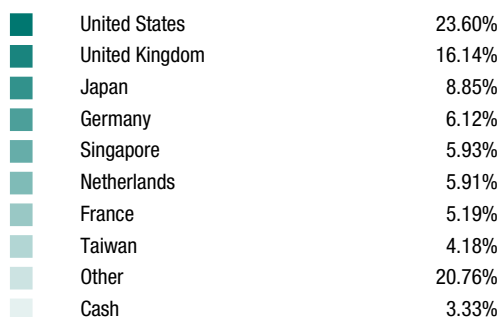 United States 23.60%
United Kingdom 16.14%
Japan 8.85%
Germany 6.12%
Singapore 5.93%
Netherlands 5.91%
France 5.19%
Taiwan 4.18%
Other 20.76%
Cash 3.33%